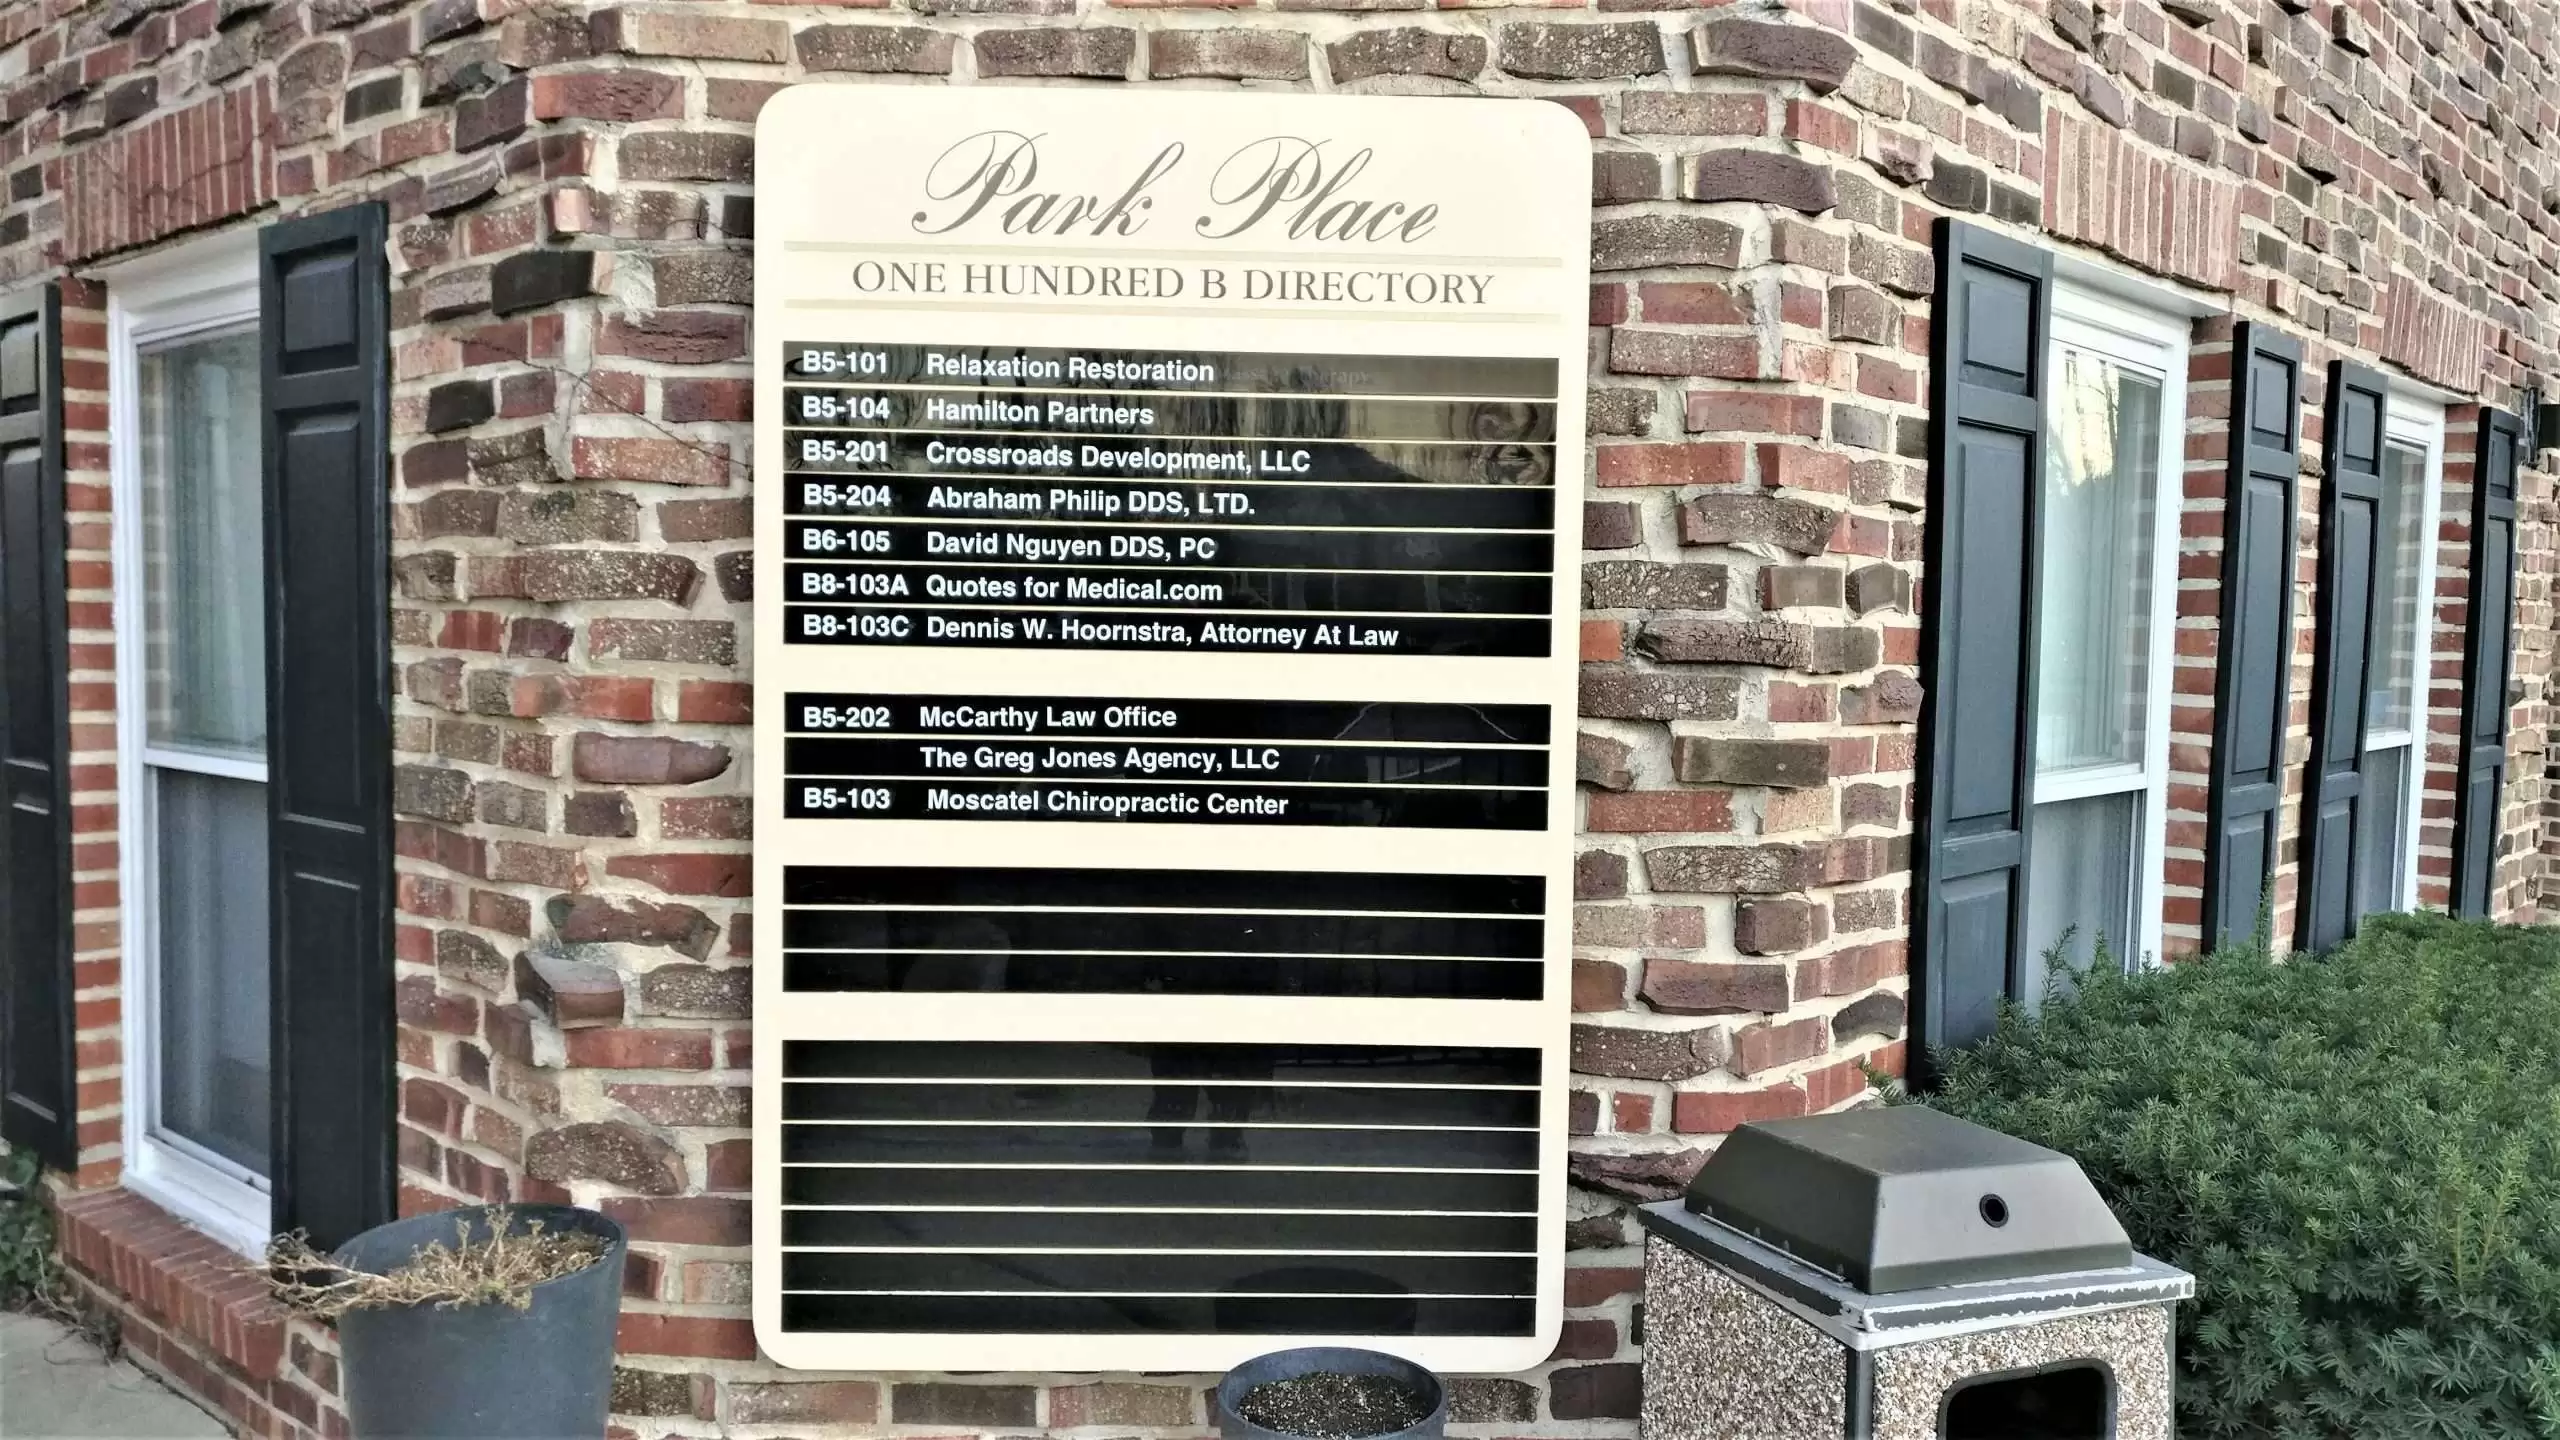 Park Place
ONE HUNDRED B DIRECTORY
B5-101 Relaxation Restoration
B5-104 Hamilton Partners
B5-201 Crossroads Development, LLC
B5-204 Abraham Philip DDS, LTD.
B6-105 David Nguyen DDS, PC
B8-103A Quotes for Medical.com
B8-103C Dennis W. Hoornstra, Attorney At Law
B5-202 McCarthy Law Office
The Greg Jones Agency, LLC
B5-103 Moscatel Chiropractic Center